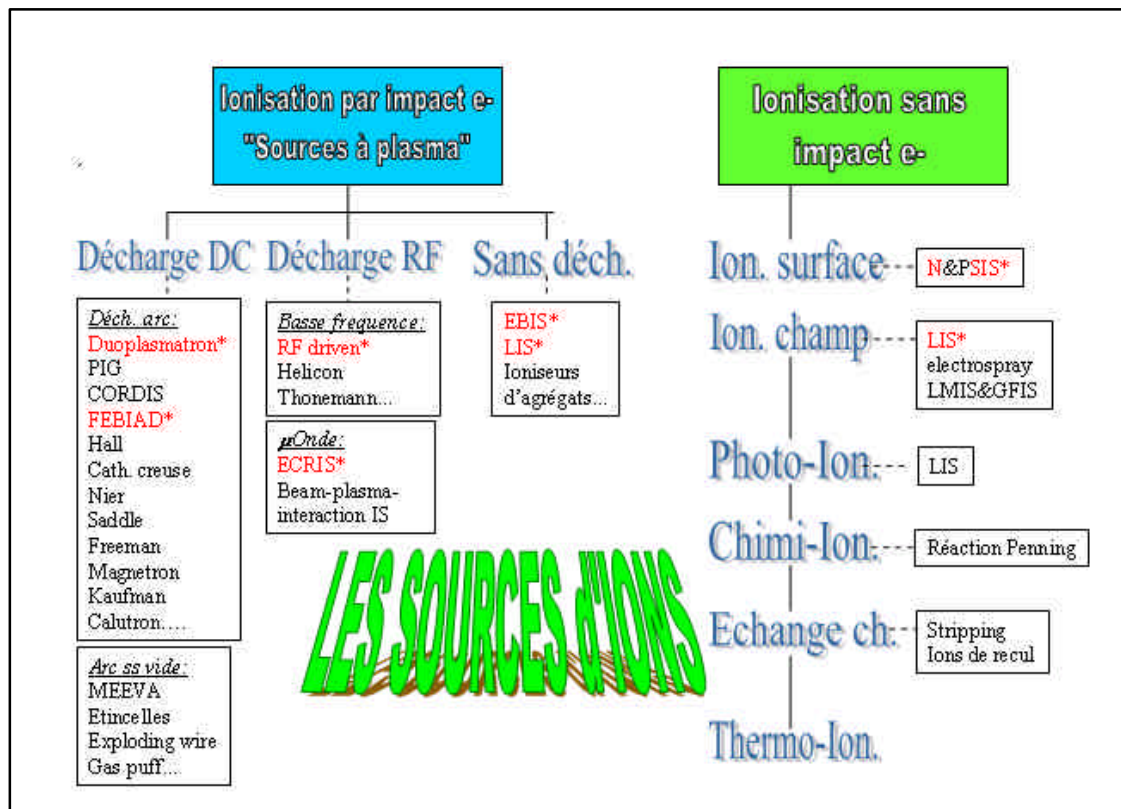 Ionisation par impact e-
"Sources à plasma"
Décharge DC
Déch. arc:
Duoplasmatron*
PIG
CORDIS
FEBIAD*
Hall
Cath. creuse
Nier
Saddle
Freeman
Magnetron
Kaufman
Calutron....
Arc ss vide:
MEEVA
Etincelles
Exploding wire
Gas puff...
Décharge RF
Basse frequence:
RF driven*
Helicon
Thonemann...
µOnde:
ECRIS*
Beam-plasma-
interaction IS
Sans déch.
EBIS*
LIS*
Ioniseurs
d'agrégats...
Ionisation sans
impact e-
Ion. surface
N&PSIS*
Ion. champ
LIS*
electrospray
LMIS&GFIS
Photo-Ion.
LIS
Chimi-Ion.
Réaction Penning
Echange ch.
Stripping
Ions de recul
Thermo-Ion.
LES SOURCES d'IONS